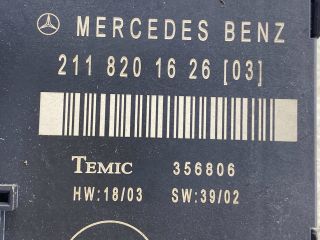 MERCEDES BENZ
211 820 16 26 [03]
TEMIC 356806
HW:18/03 SW:39/02